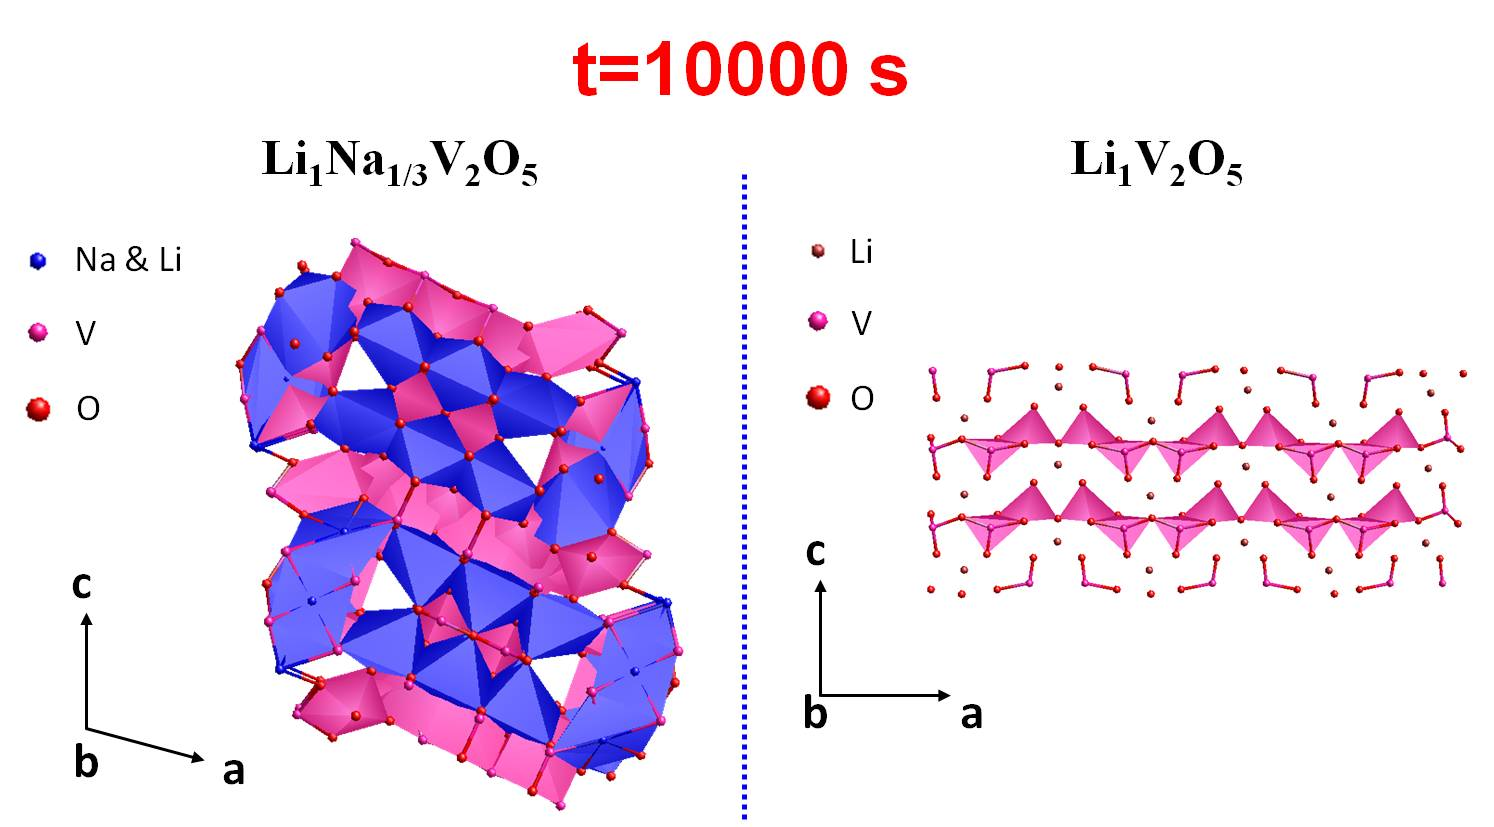 t=10000 s
Li1Na1/3V2O5
Na & Li
V
O
c
b
a
Li1V2O5
Li
V
O
c
b
a